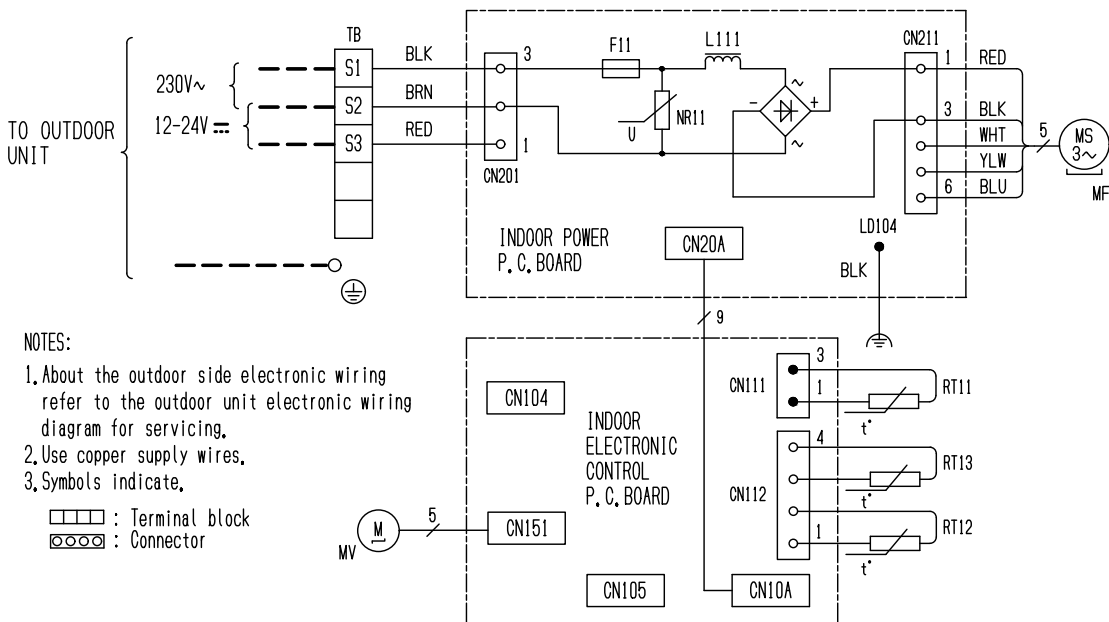 TB
F11
L111
CN211
S1
BLK
3
1
RED
230V~
S2
BRN
NR11
U
~
-
+
~
3
BLK
12-24V
S3
RED
1
WHT
5
MS
3~
TO OUTDOOR
UNIT
CN201
YLW
6
BLU
MF
INDOOR POWER
P.C.BOARD
CN20A
LD104
BLK
9
NOTES:
1.About the outdoor side electronic wiring
refer to the outdoor unit electronic wiring
diagram for servicing.
2.Use copper supply wires.
3.Symbols indicate.
: Terminal block
: Connector
CN104
INDOOR
ELECTRONIC
CONTROL
P.C.BOARD
CN111
3
1
RT11
t°
4
CN112
RT13
t°
1
RT12
t°
M
MV
5
CN151
CN105
CN10A